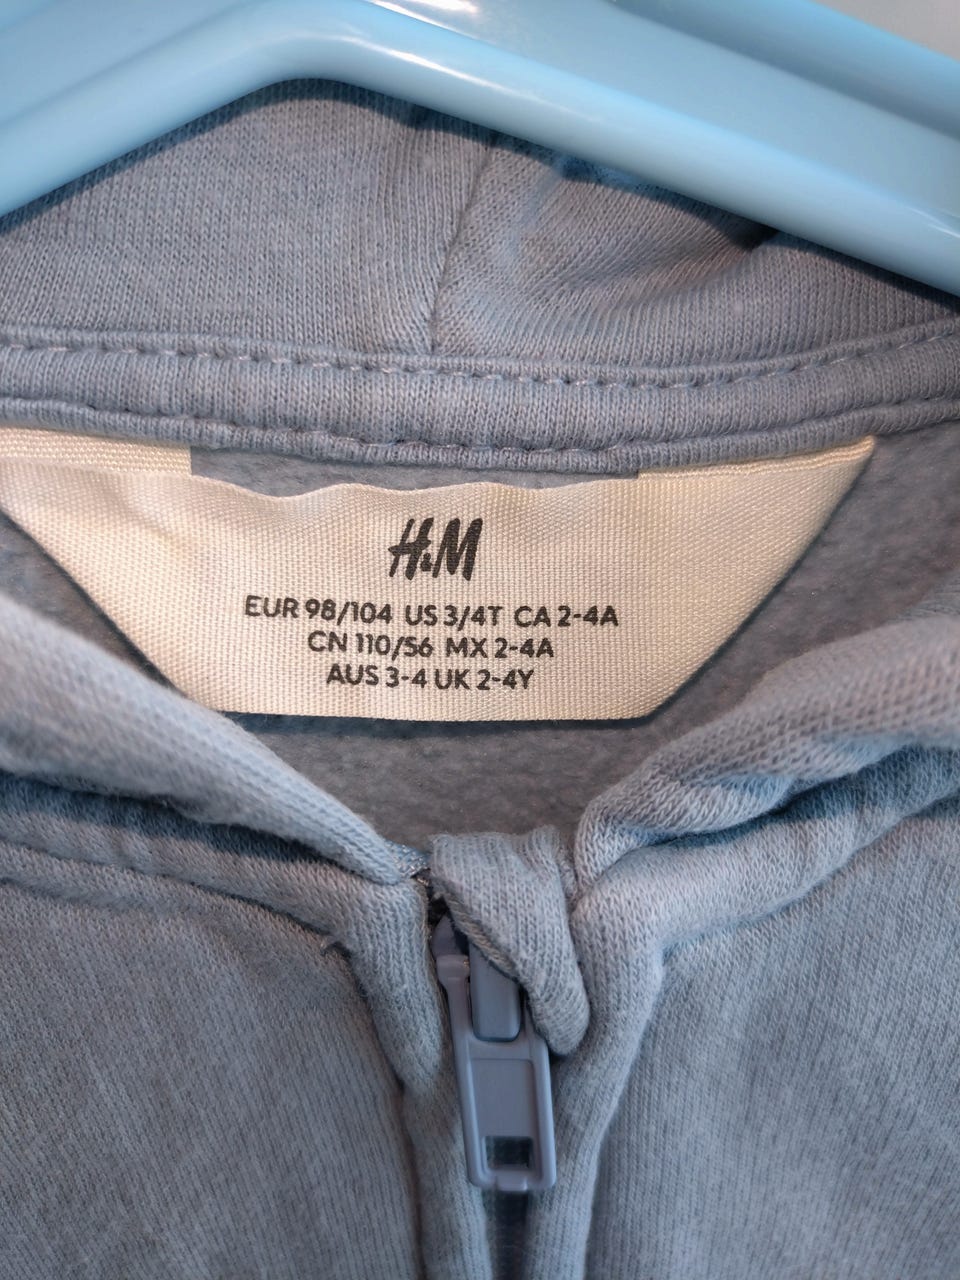 H&M
EUR 98/104 US 3/4T CA 2-4A
CN 110/56 MX 2-4A
AUS 3-4 UK 2-4Y